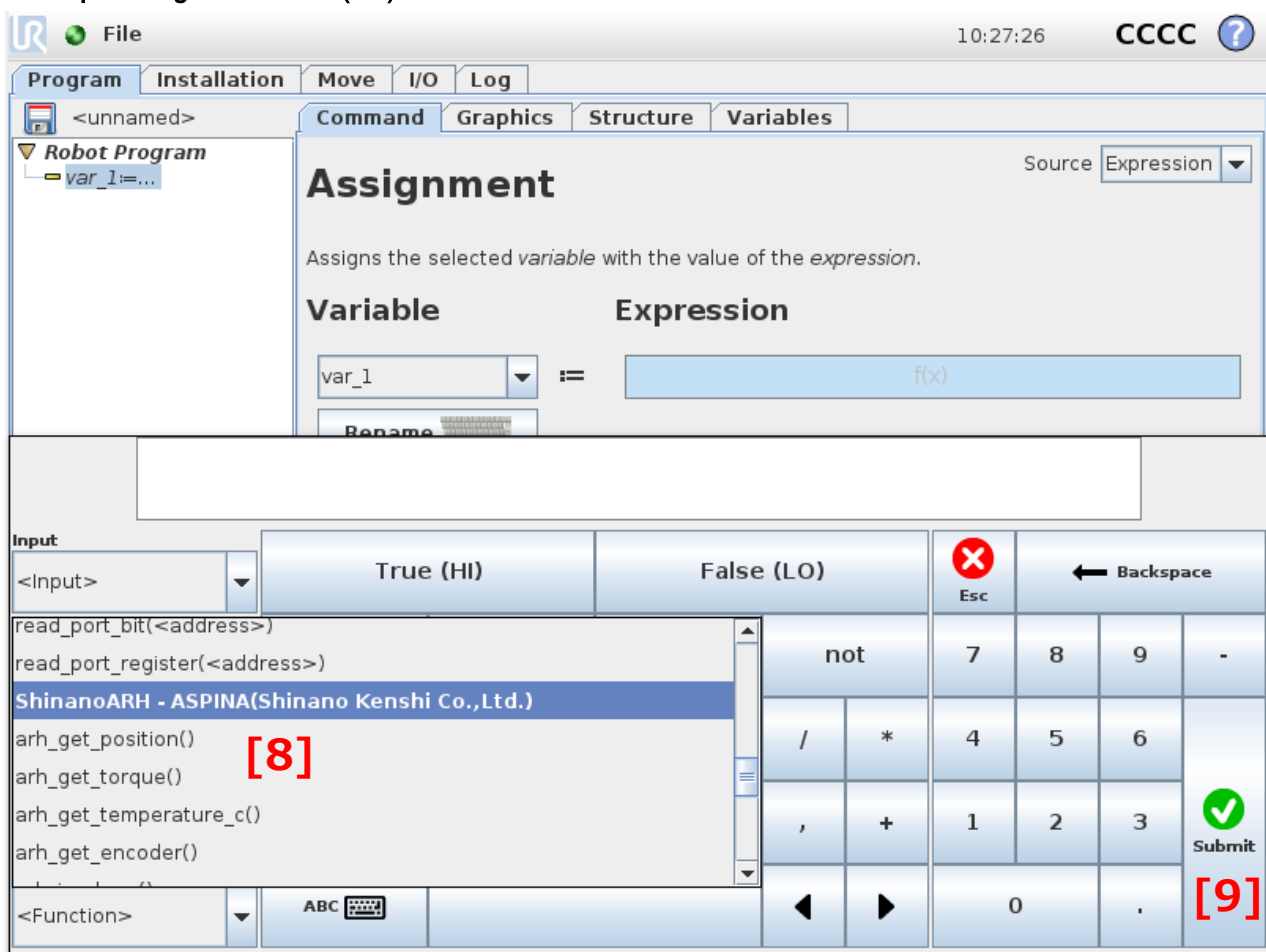 UR File 10:27:26 CCCC ?
Program Installation Move I/O Log
<unnamed>
Command Graphics Structure Variables
Robot Program
var_1≔...
Assignment
Source Expression
Assigns the selected variable with the value of the expression.
Variable Expression
var_1 ≔ f(x)
Rename
Input
<Input>
True (HI) False (LO) Esc Backspace
read_port_bit(<address>)
read_port_register(<address>)
not 7 8 9 -
ShinanoARH - ASPINA(Shinano Kenshi Co.,Ltd.)
arh_get_position()
[8]
/ * 4 5 6
arh_get_torque()
arh_get_temperature_c()
, + 1 2 3
arh_get_encoder()
Submit
[9]
<Function>
ABC
0 .